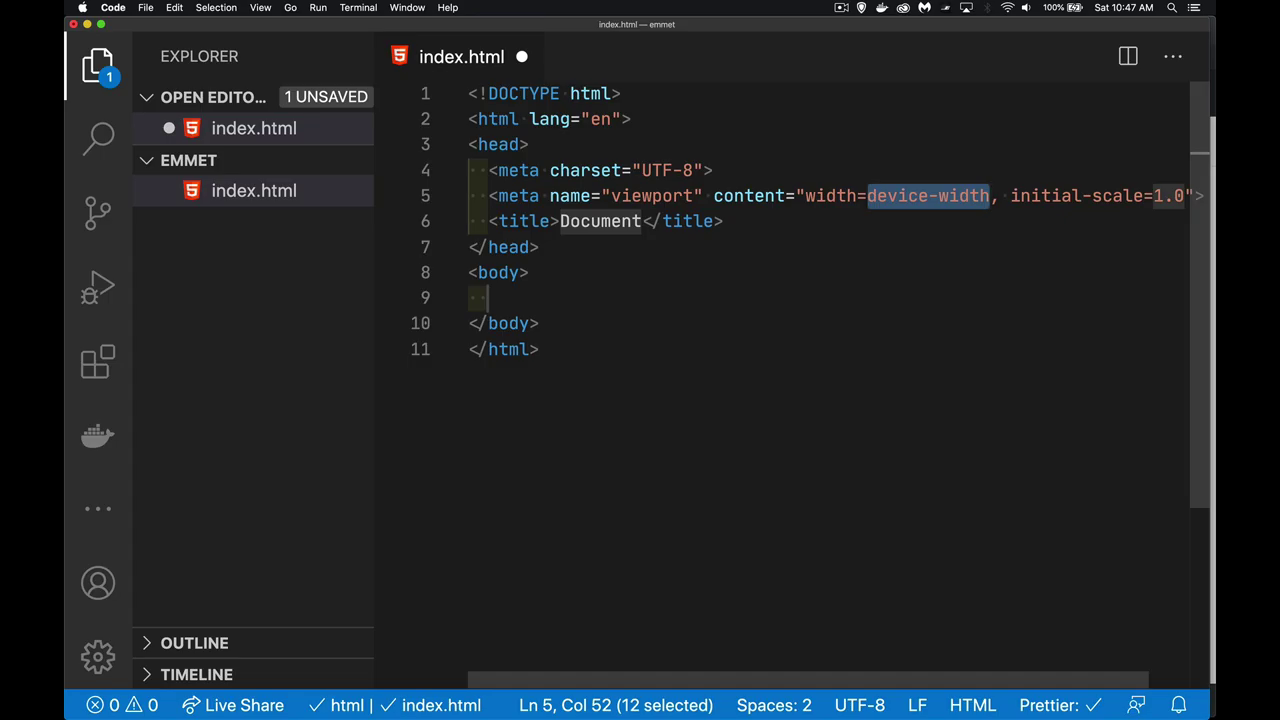 Code File Edit Selection View Go Run Terminal Window Help 100% Sat 10:47 AM
index.html — emmet
EXPLORER
1
OPEN EDITO... 1 UNSAVED
index.html
EMMET
index.html
OUTLINE
TIMELINE
index.html
1 <!DOCTYPE html>
2 <html lang="en">
3 <head>
4 <meta charset="UTF-8">
5 <meta name="viewport" content="width=device-width, initial-scale=1.0">
6 <title>Document</title>
7 </head>
8 <body>
9
10 </body>
11 </html>
0 0 Live Share html | index.html Ln 5, Col 52 (12 selected) Spaces: 2 UTF-8 LF HTML Prettier: